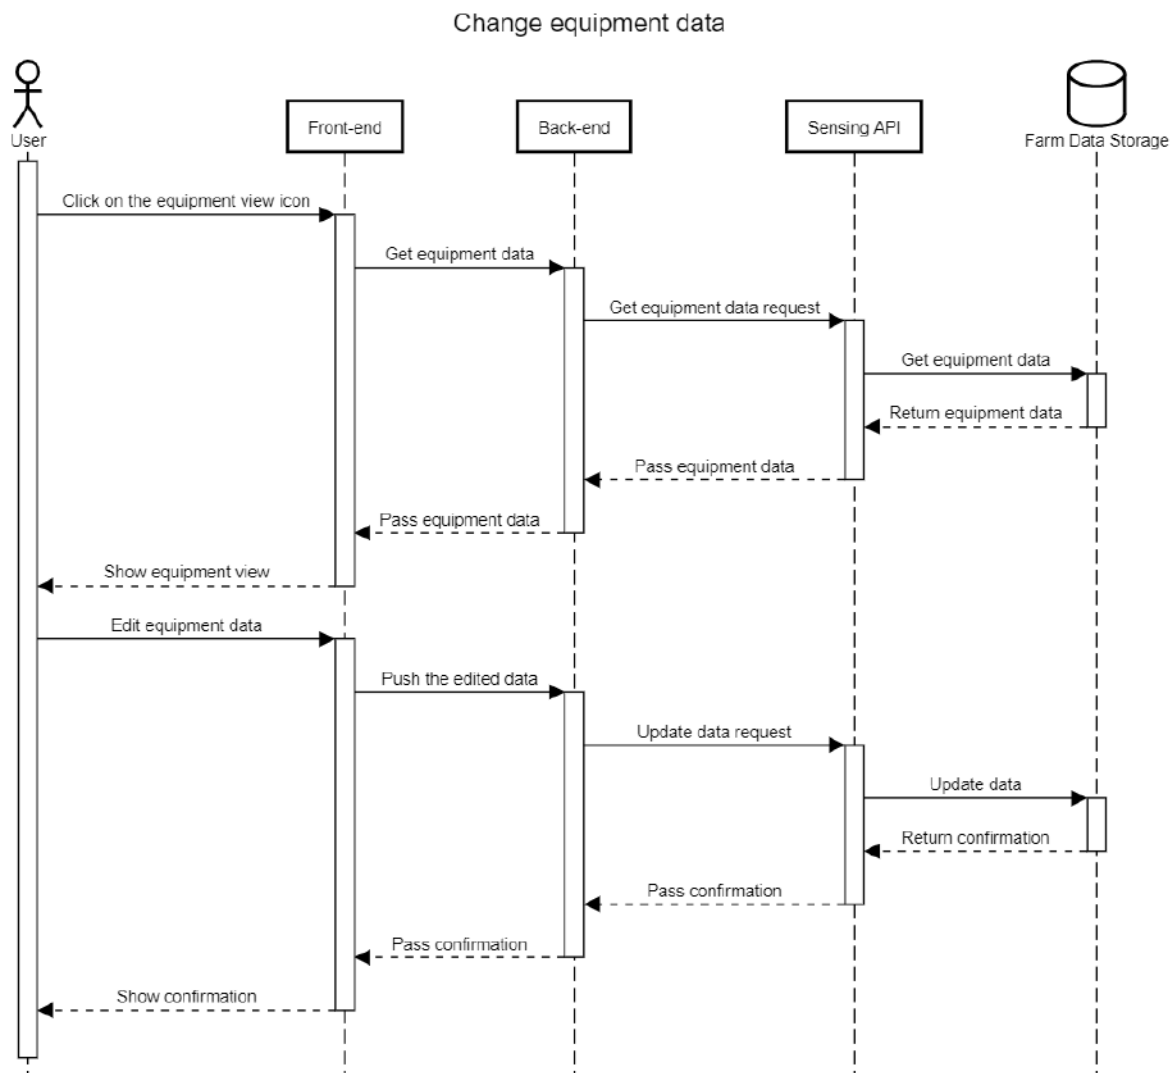 Change equipment data
User
Front-end
Back-end
Sensing API
Farm Data Storage
Click on the equipment view icon
Get equipment data
Get equipment data request
Get equipment data
Return equipment data
Pass equipment data
Pass equipment data
Show equipment view
Edit equipment data
Push the edited data
Update data request
Update data
Return confirmation
Pass confirmation
Pass confirmation
Show confirmation